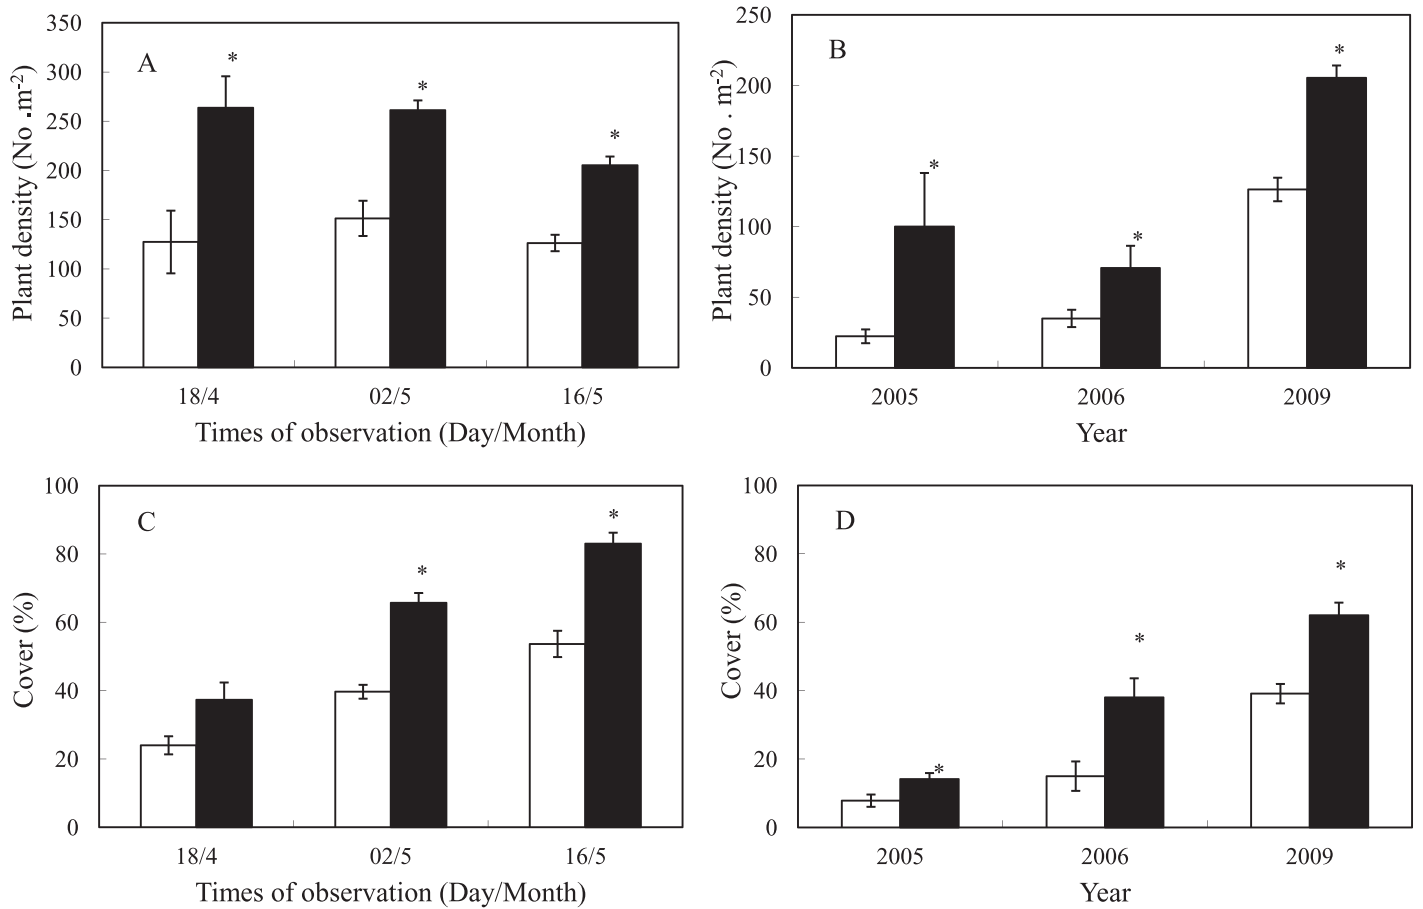 A
350
300
250
200
150
100
50
0
Plant density (No .m-2)
*
*
*
18/4 02/5 16/5
Times of observation (Day/Month)
B
250
200
150
100
50
0
Plant density (No . m-2)
*
*
*
2005 2006 2009
Year
C
100
80
60
40
20
0
Cover (%)
*
*
18/4 02/5 16/5
Times of observation (Day/Month)
D
100
80
60
40
20
0
Cover (%)
*
*
*
2005 2006 2009
Year